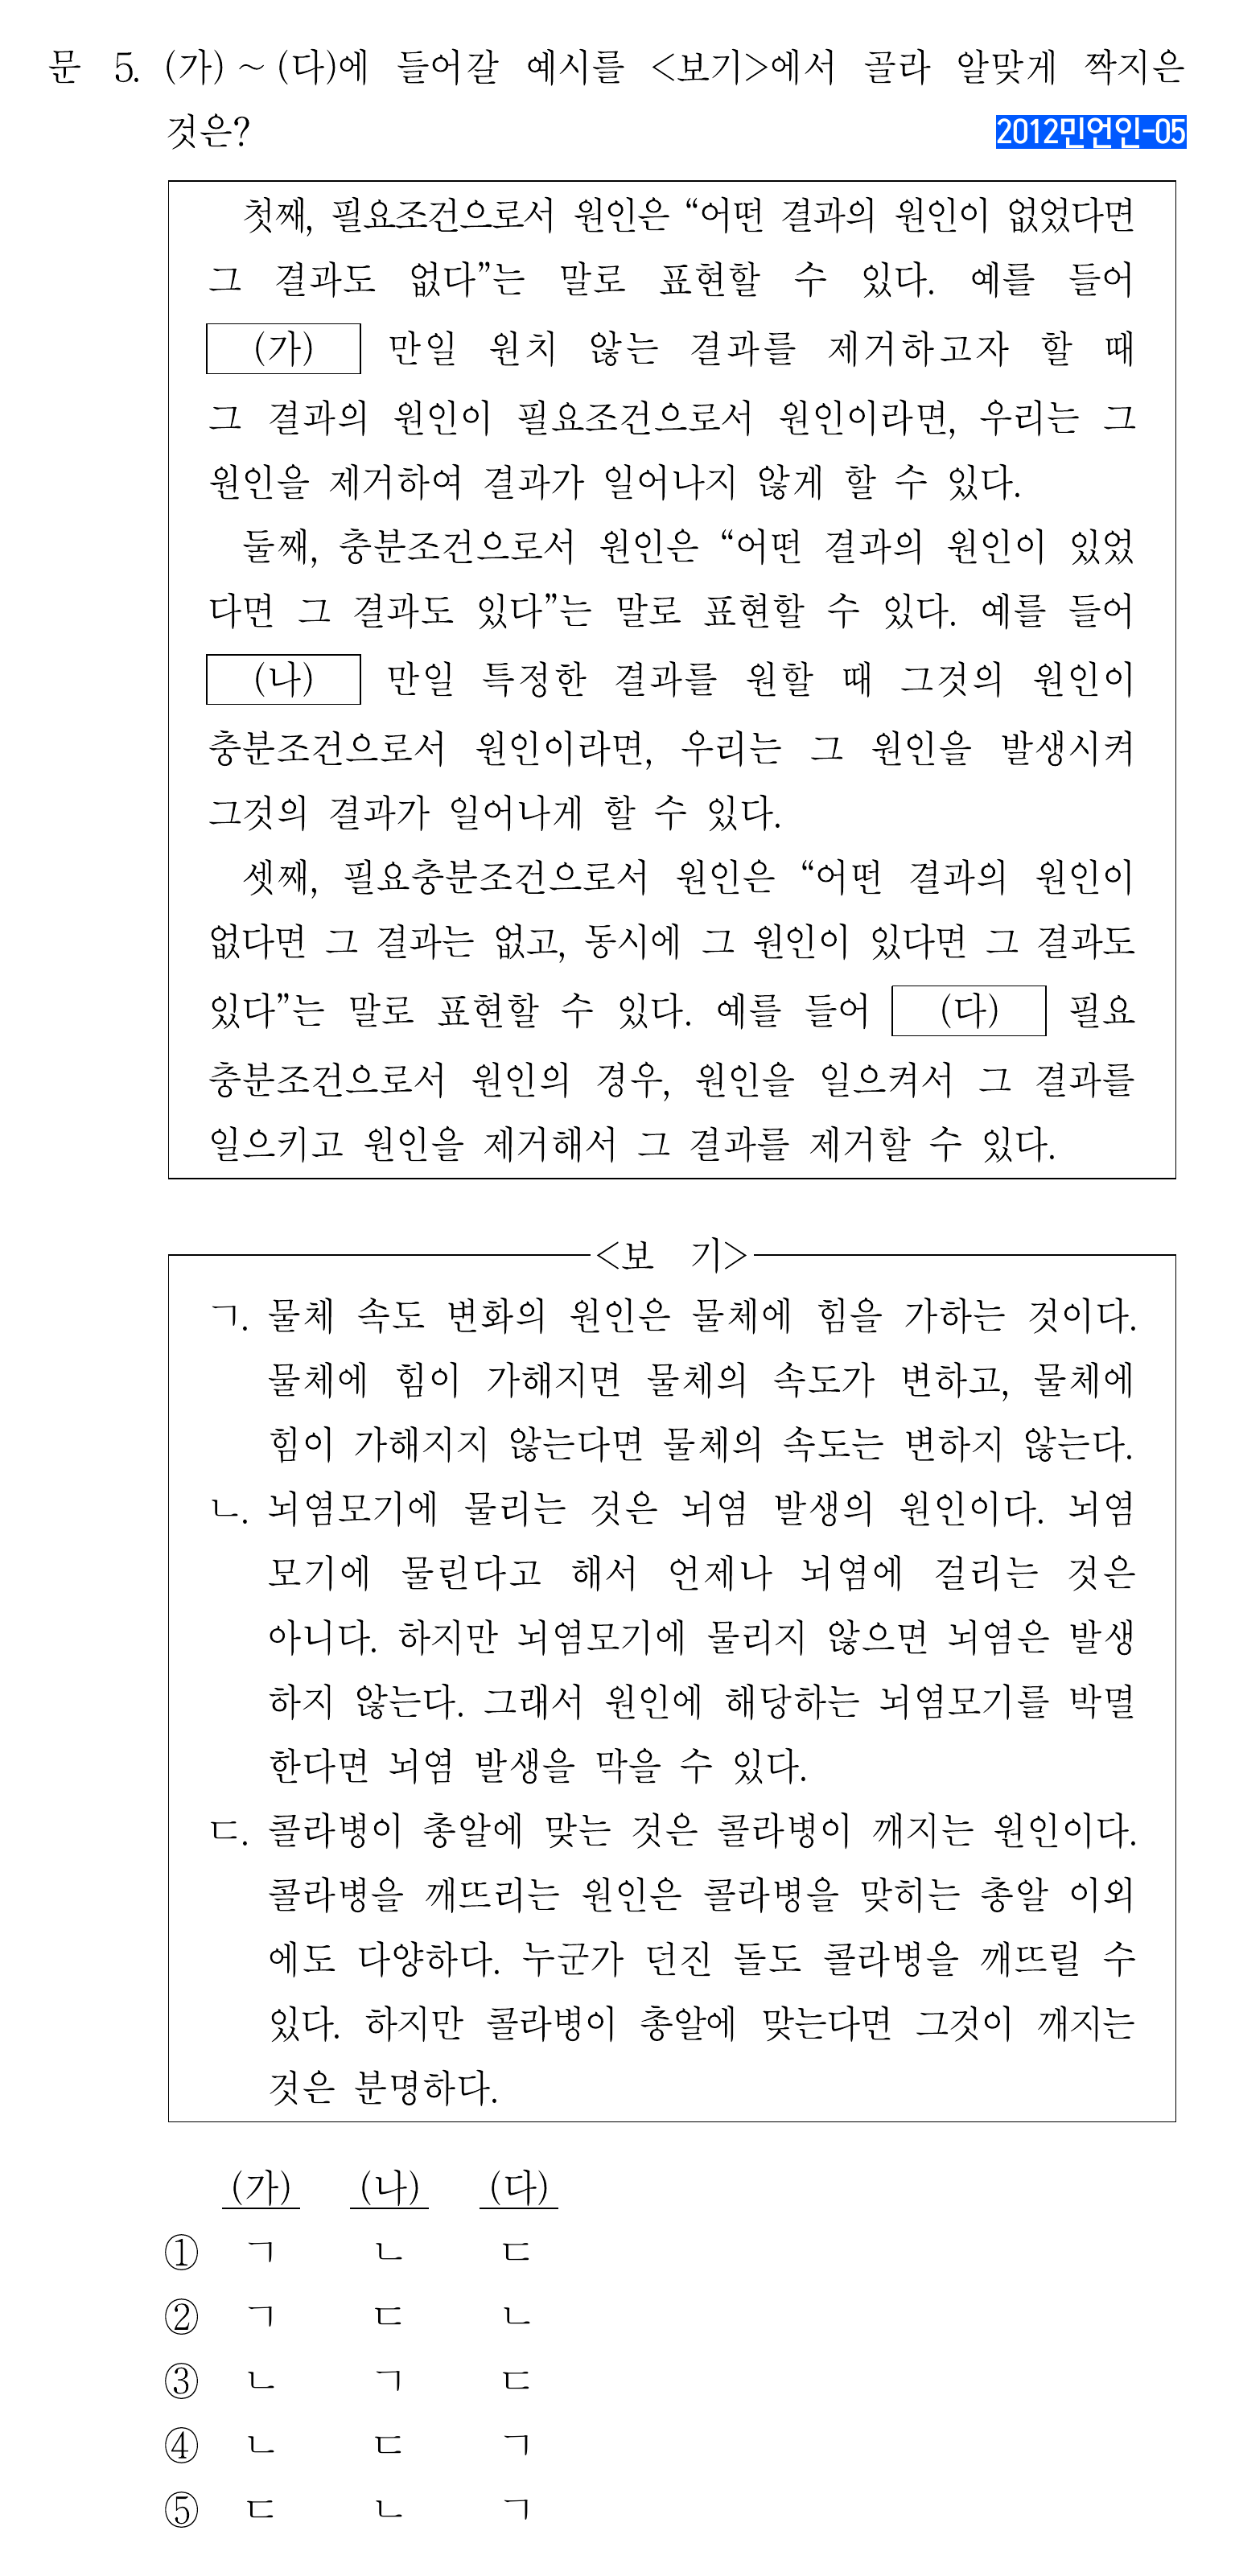 문 5. (가) ~ (다)에 들어갈 예시를 <보기>에서 골라 알맞게 짝지은
것은?
2012민언인-05
첫째, 필요조건으로서 원인은 “어떤 결과의 원인이 없었다면
그 결과도 없다”는 말로 표현할 수 있다. 예를 들어
(가) 만일 원치 않는 결과를 제거하고자 할 때
그 결과의 원인이 필요조건으로서 원인이라면, 우리는 그
원인을 제거하여 결과가 일어나지 않게 할 수 있다.
둘째, 충분조건으로서 원인은 “어떤 결과의 원인이 있었
다면 그 결과도 있다”는 말로 표현할 수 있다. 예를 들어
(나) 만일 특정한 결과를 원할 때 그것의 원인이
충분조건으로서 원인이라면, 우리는 그 원인을 발생시켜
그것의 결과가 일어나게 할 수 있다.
셋째, 필요충분조건으로서 원인은 “어떤 결과의 원인이
없다면 그 결과는 없고, 동시에 그 원인이 있다면 그 결과도
있다”는 말로 표현할 수 있다. 예를 들어 (다) 필요
충분조건으로서 원인의 경우, 원인을 일으켜서 그 결과를
일으키고 원인을 제거해서 그 결과를 제거할 수 있다.
<보 기>
ㄱ. 물체 속도 변화의 원인은 물체에 힘을 가하는 것이다.
물체에 힘이 가해지면 물체의 속도가 변하고, 물체에
힘이 가해지지 않는다면 물체의 속도는 변하지 않는다.
ㄴ. 뇌염모기에 물리는 것은 뇌염 발생의 원인이다. 뇌염
모기에 물린다고 해서 언제나 뇌염에 걸리는 것은
아니다. 하지만 뇌염모기에 물리지 않으면 뇌염은 발생
하지 않는다. 그래서 원인에 해당하는 뇌염모기를 박멸
한다면 뇌염 발생을 막을 수 있다.
ㄷ. 콜라병이 총알에 맞는 것은 콜라병이 깨지는 원인이다.
콜라병을 깨뜨리는 원인은 콜라병을 맞히는 총알 이외
에도 다양하다. 누군가 던진 돌도 콜라병을 깨뜨릴 수
있다. 하지만 콜라병이 총알에 맞는다면 그것이 깨지는
것은 분명하다.
(가) (나) (다)
① ㄱ ㄴ ㄷ
② ㄱ ㄷ ㄴ
③ ㄴ ㄱ ㄷ
④ ㄴ ㄷ ㄱ
⑤ ㄷ ㄴ ㄱ